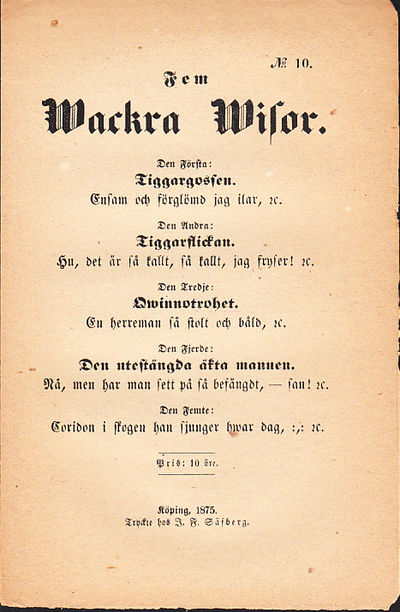 № 10.
Fem
Wackra Wisor.
Den Första:
Tiggargossen.
Ensam och förglömd jag ilar, ꝛc.
Den Andra:
Tiggarflickan.
Hu, det är så kallt, så kallt, jag fryser! ꝛc.
Den Tredje:
Qwinnotrohet.
En herreman så stolt och båld, ꝛc.
Den Fjerde:
Den utestängda äkta mannen.
Nå, men har man sett på så befängdt, — san! ꝛc.
Den Femte:
Coridon i skogen han sjunger hwar dag, :,: ꝛc.
Pris: 10 öre.
Köping, 1875.
Tryckte hos J. F. Säfberg.